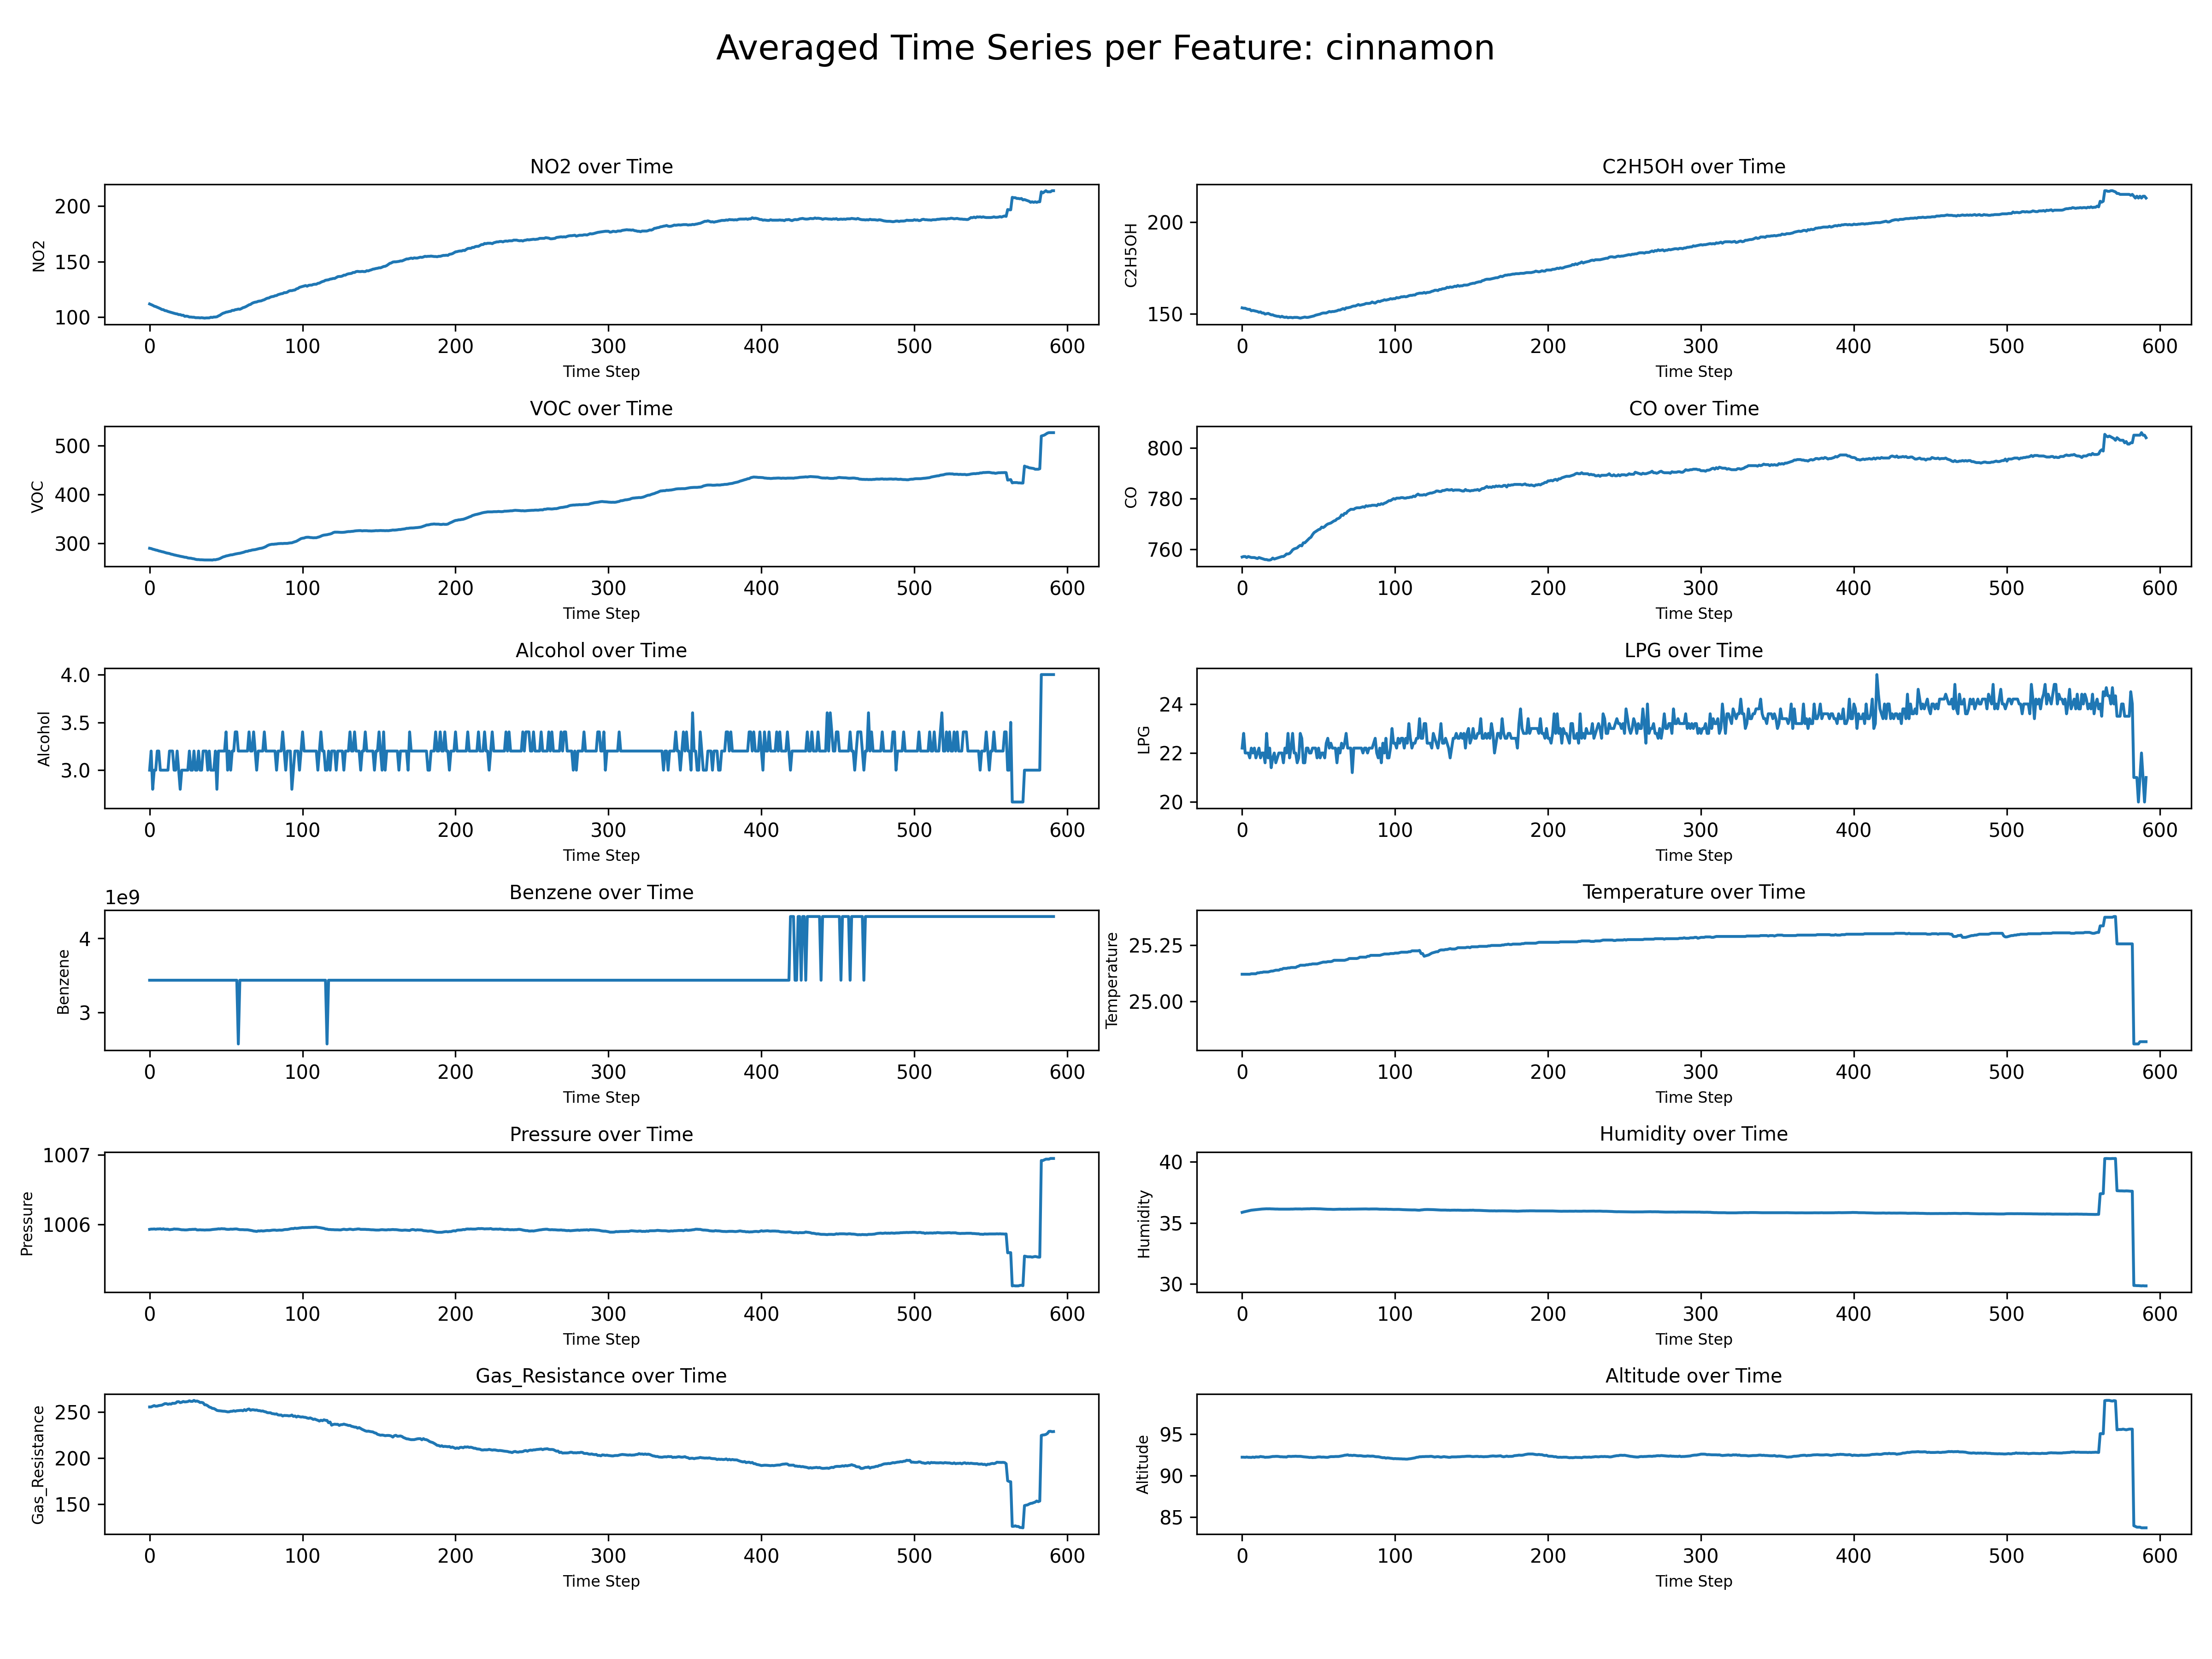 Averaged Time Series per Feature: cinnamon
NO2 over Time
NO2
200
150
100
0 100 200 300 400 500 600
Time Step
C2H5OH over Time
C2H5OH
200
150
0 100 200 300 400 500 600
Time Step
VOC over Time
VOC
500
400
300
0 100 200 300 400 500 600
Time Step
CO over Time
CO
800
780
760
0 100 200 300 400 500 600
Time Step
Alcohol over Time
Alcohol
4.0
3.5
3.0
0 100 200 300 400 500 600
Time Step
LPG over Time
LPG
24
22
20
0 100 200 300 400 500 600
Time Step
Benzene over Time
1e9
Benzene
4
3
0 100 200 300 400 500 600
Time Step
Temperature over Time
Temperature
25.25
25.00
0 100 200 300 400 500 600
Time Step
Pressure over Time
Pressure
1007
1006
0 100 200 300 400 500 600
Time Step
Humidity over Time
Humidity
40
35
30
0 100 200 300 400 500 600
Time Step
Gas_Resistance over Time
Gas_Resistance
250
200
150
0 100 200 300 400 500 600
Time Step
Altitude over Time
Altitude
95
90
85
0 100 200 300 400 500 600
Time Step